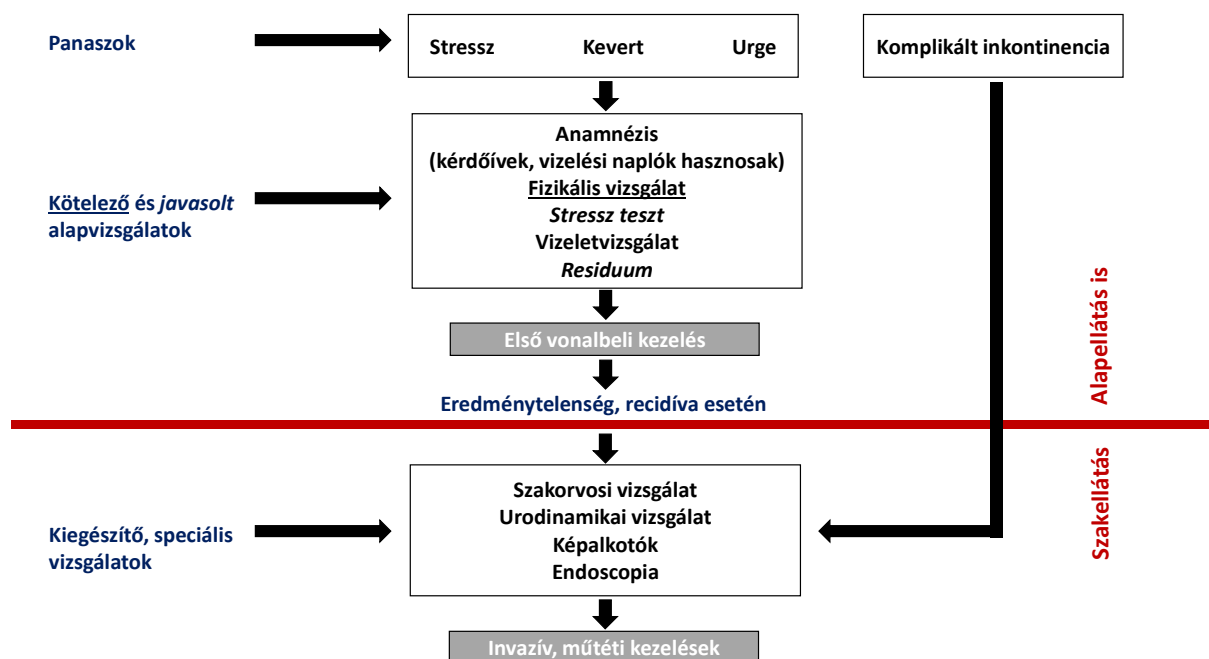 Panaszok
Stressz Kevert Urge
Komplikált inkontinencia
Anamnézis
(kérdőívek, vizelési naplók hasznosak)
Fizikális vizsgálat
Stressz teszt
Vizeletvizsgálat
Residuum
Kötelező és javasolt
alapvizsgálatok
Első vonalbeli kezelés
Eredménytelenség, recidíva esetén
Alapellátás is
Szakellátás
Szakorvosi vizsgálat
Urodinamikai vizsgálat
Képalkotók
Endoscopia
Kiegészítő, speciális
vizsgálatok
Invazív, műtéti kezelések